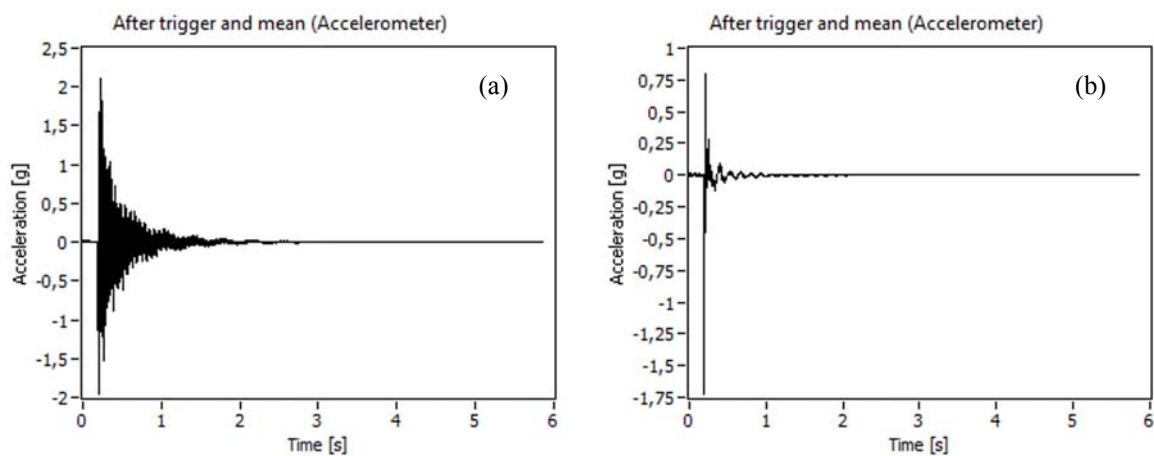 After trigger and mean (Accelerometer)
(a)
2,5
2
1,5
1
0,5
0
-0,5
-1
-1,5
-2
Acceleration [g]
0 1 2 3 4 5 6
Time [s]
After trigger and mean (Accelerometer)
(b)
1
0,75
0,5
0,25
0
-0,25
-0,5
-0,75
-1
-1,25
-1,5
-1,75
Acceleration [g]
0 1 2 3 4 5 6
Time [s]